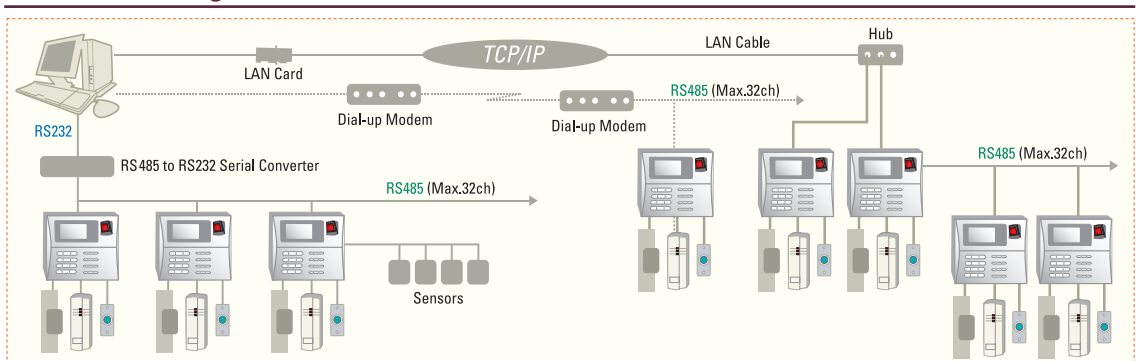 TCP/IP
LAN Cable
Hub
LAN Card
RS485 (Max.32ch)
Dial-up Modem
Dial-up Modem
RS232
RS485 to RS232 Serial Converter
RS485 (Max.32ch)
RS485 (Max.32ch)
Sensors